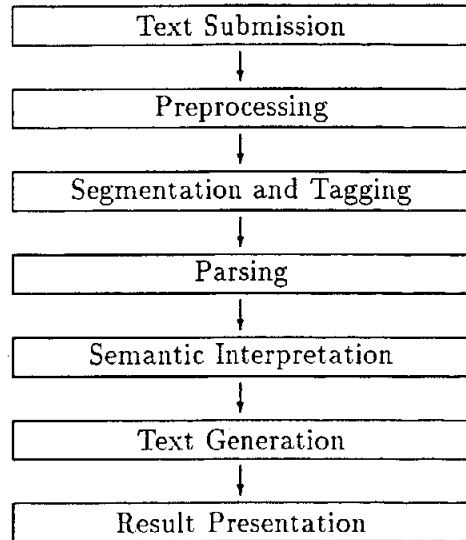 Text Submission
Preprocessing
Segmentation and Tagging
Parsing
Semantic Interpretation
Text Generation
Result Presentation